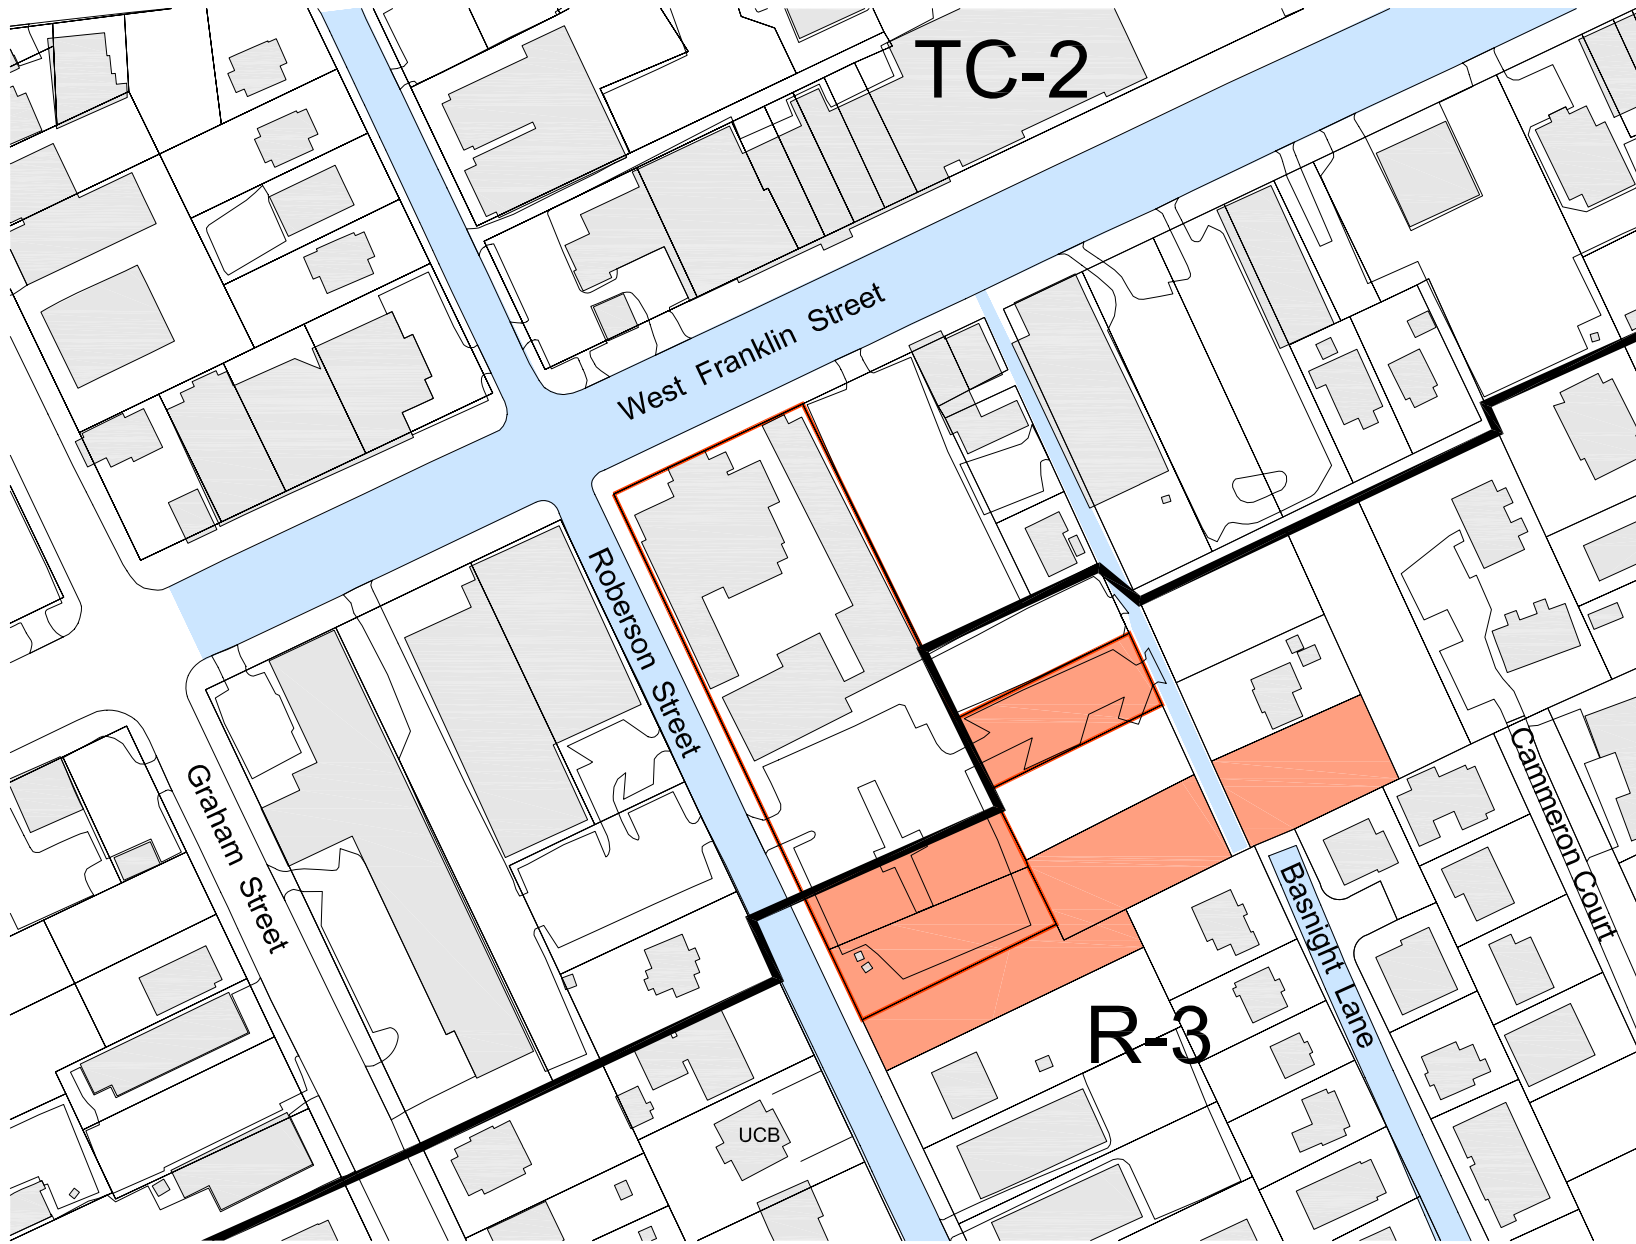 TC-2
West Franklin Street
Roberson Street
Graham Street
Cammeron Court
Basnight Lane
R-3
UCB